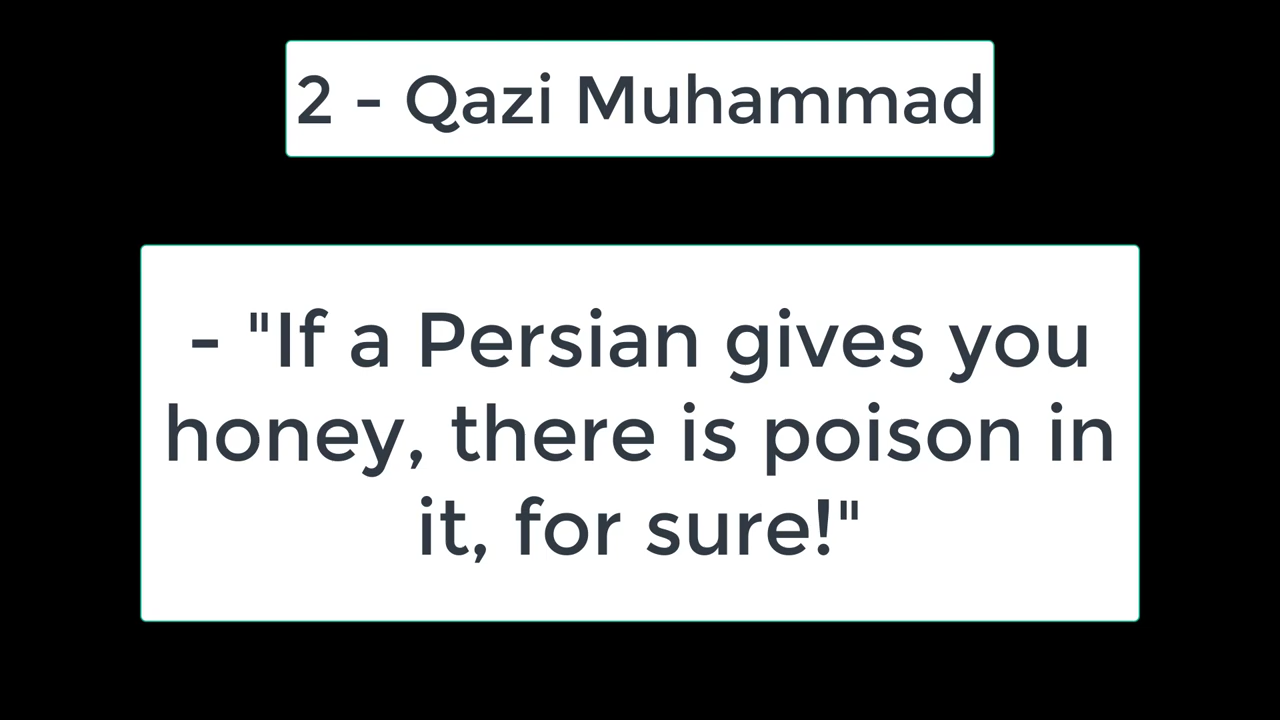 2 - Qazi Muhammad
- "If a Persian gives you
honey, there is poison in
it, for sure!"